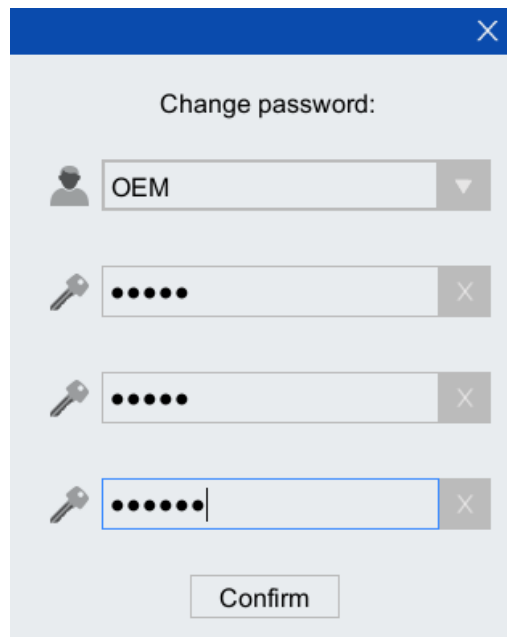 X
Change password:
OEM
●●●●● X
●●●●● X
●●●●●● X
Confirm